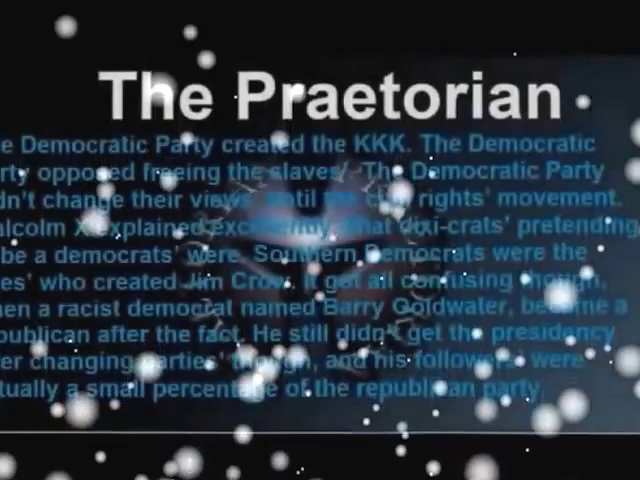 The Praetorian
e Democratic Party created the KKK. The Democratic
rty opposed freeing the slaves'. The Democratic Party
dn't change their views, until the civil rights' movement.
alcolm X explained what dixi-crats' pretending
be a democrats' were. Southern Democrats were the
es' who created Jim Crow. It got all confusing though,
hen a racist democrat named Barry Goldwater, became a
publican after the fact. He still didn't get the presidency
er changing parties' though, and his followers were
tually a small percentage of the republican party